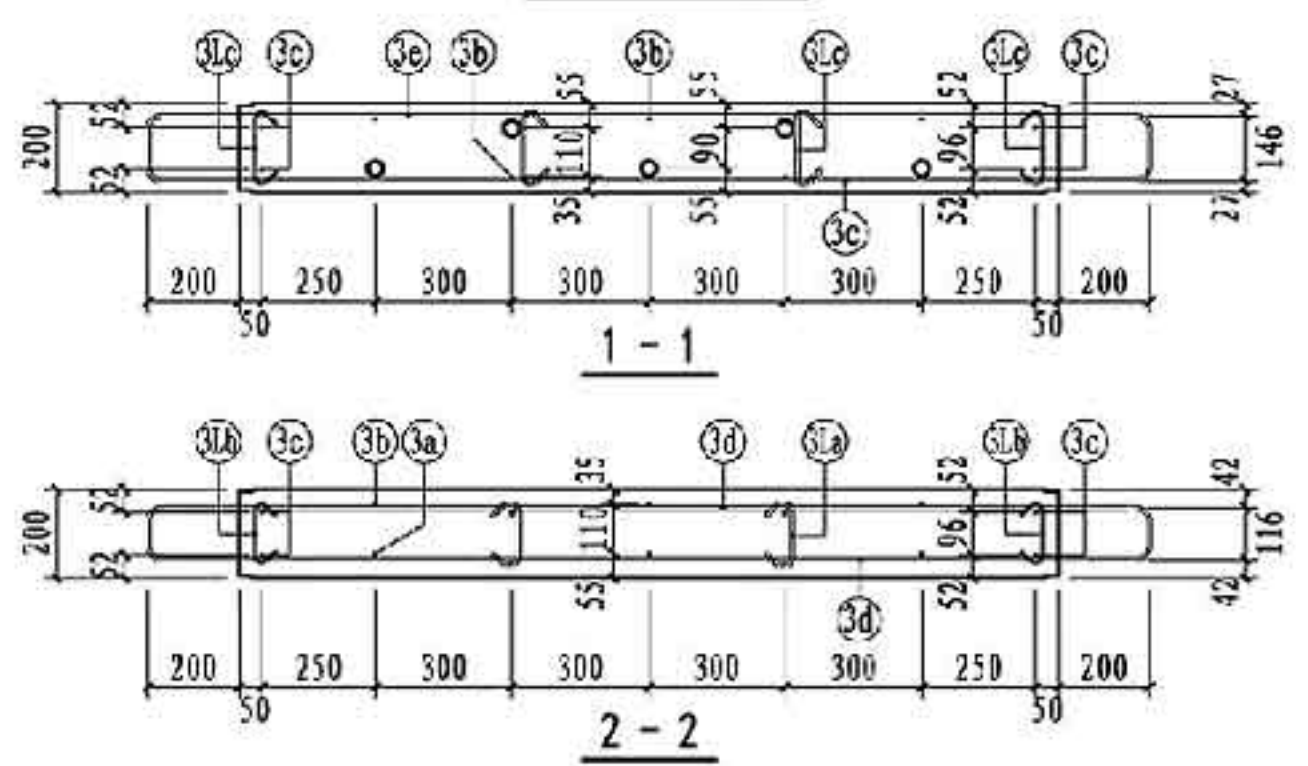 3Lc 3c 3e 3b 3b 3Lc 3Lc 3c
55 55 52 27
200 52 52 110 90 96 146
35 55 52 27
3c
200 250 300 300 300 300 250 200
50 50
1 - 1
3Lb 3c 3b 3a 3d 3La 3Lb 3c
35 52 42
200 52 52 110 96 116
55 52 42
3d
200 250 300 300 300 300 250 200
50 50
2 - 2